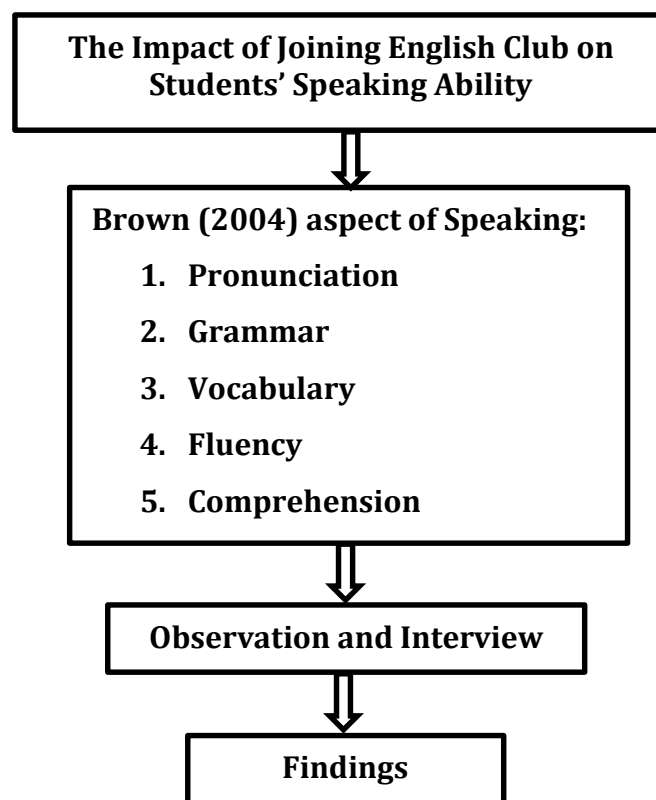 The Impact of Joining English Club on
Students’ Speaking Ability
Brown (2004) aspect of Speaking:
1. Pronunciation
2. Grammar
3. Vocabulary
4. Fluency
5. Comprehension
Observation and Interview
Findings